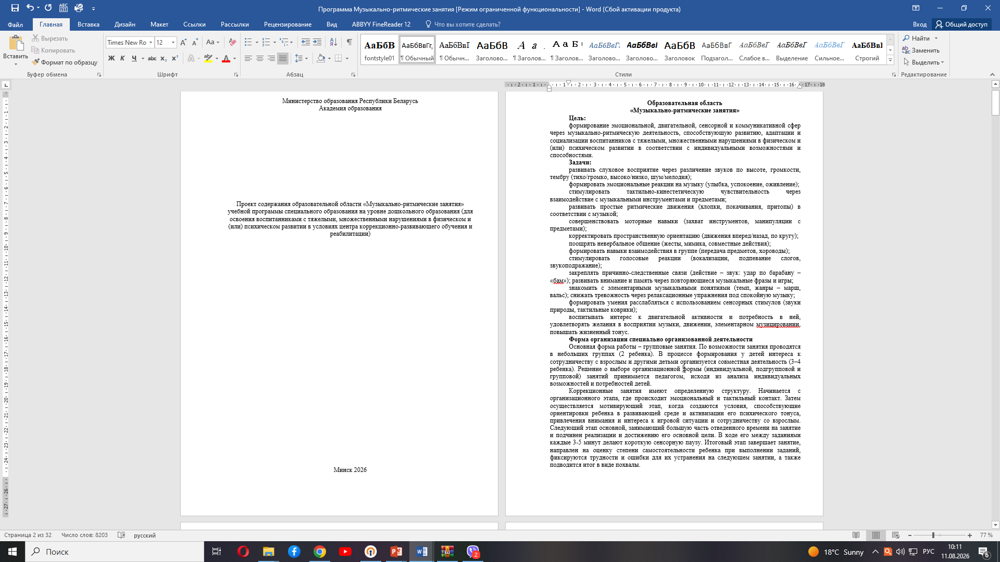 Программа Музыкально-ритмические занятия [Режим ограниченной функциональности] - Word (Сбой активации продукта)
Файл Главная Вставка Дизайн Макет Ссылки Рассылки Рецензирование Вид ABBYY FineReader 12 Что вы хотите сделать? Вход Общий доступ
Вставить
Вырезать
Копировать
Формат по образцу
Буфер обмена
Times New Ro 12
Ж К Ч abc x₂ x²
Шрифт
Абзац
АаБбВ АаБбВвГг, АаБбВвГ АаБбВ А а АаБ АаБбВвГг. АаБбВвІ АаБбВ АаБбВвГ АаБбВвГ АаБбВвГ АаБбВвГ АаБбВвІ
fontstyle01 ¶ Обычный ¶ Обычн... Заголово... ¶ Заголов... ¶ Заголов... Заголово... Заголово... Заголовок Подзагол... Слабое в... Выделение Сильное... Строгий
Стили
Найти
Заменить
Выделить
Редактирование
Министерство образования Республики Беларусь
Академия образования
Проект содержания образовательной области «Музыкально-ритмические занятия»
учебной программы специального образования на уровне дошкольного образования (для
освоения воспитанниками с тяжелыми, множественными нарушениями в физическом и
(или) психическом развитии в условиях центра коррекционно-развивающего обучения и
реабилитации)
Минск 2026
Образовательная область
«Музыкально-ритмические занятия»
Цель:
формирование эмоциональной, двигательной, сенсорной и коммуникативной сфер
через музыкально-ритмическую деятельность, способствующую развитию, адаптации и
социализации воспитанников с тяжелыми, множественными нарушениями в физическом и
(или) психическом развитии в соответствии с индивидуальными возможностями и
способностями.
Задачи:
развивать слуховое восприятие через различение звуков по высоте, громкости,
тембру (тихо/громко, высоко/низко, шум/мелодия);
формировать эмоциональные реакции на музыку (улыбка, успокоение, оживление);
стимулировать тактильно-кинестетическую чувствительность через
взаимодействие с музыкальными инструментами и предметами;
развивать простые ритмические движения (хлопки, покачивания, притопы) в
соответствии с музыкой;
совершенствовать моторные навыки (захват инструментов, манипуляции с
предметами);
корректировать пространственную ориентацию (движения вперед/назад, по кругу);
поощрять невербальное общение (жесты, мимика, совместные действия);
формировать навыки взаимодействия в группе (передача предметов, хороводы);
стимулировать голосовые реакции (вокализации, подпевание слогов,
звукоподражание);
закреплять причинно-следственные связи (действие – звук: удар по барабану –
«бам»); развивать внимание и память через повторяющиеся музыкальные фразы и игры;
знакомить с элементарными музыкальными понятиями (темп, жанры – марш,
вальс); снижать тревожность через релаксационные упражнения под спокойную музыку;
формировать умения расслабляться с использованием сенсорных стимулов (звуки
природы, тактильные коврики);
воспитывать интерес к двигательной активности и потребность в ней,
удовлетворять желания в восприятии музыки, движении, элементарном музицировании,
повышать жизненный тонус.
Форма организации специально организованной деятельности
Основная форма работы – групповые занятия. По возможности занятия проводятся
в небольших группах (2 ребенка). В процессе формирования у детей интереса к
сотрудничеству с взрослым и другими детьми организуется совместная деятельность (3–4
ребенка). Решение о выборе организационной формы (индивидуальной, подгрупповой и
групповой) занятий принимается педагогом, исходя из анализа индивидуальных
возможностей и потребностей детей.
Коррекционные занятия имеют определенную структуру. Начинается с
организационного этапа, где происходит эмоциональный и тактильный контакт. Затем
осуществляется мотивирующий этап, когда создаются условия, способствующие
ориентировки ребенка в развивающей среде и активизации его психического тонуса,
привлечения внимания и интереса к игровой ситуации и сотрудничеству со взрослым.
Следующий этап основной, занимающий большую часть отведенного времени на занятие
и подчинен реализации и достижению его основной цели. В ходе его между заданиями
каждые 3-5 минут делают короткую сенсорную паузу. Итоговый этап завершает занятие,
направлен на оценку степени самостоятельности ребенка при выполнении заданий,
фиксируются трудности и ошибки для их устранения на следующем занятии, а также
подводится итог в виде похвалы.
Страница 2 из 32 Число слов: 8203 русский 77 %
Поиск
18°C Sunny РУС 10:11
11.08.2026